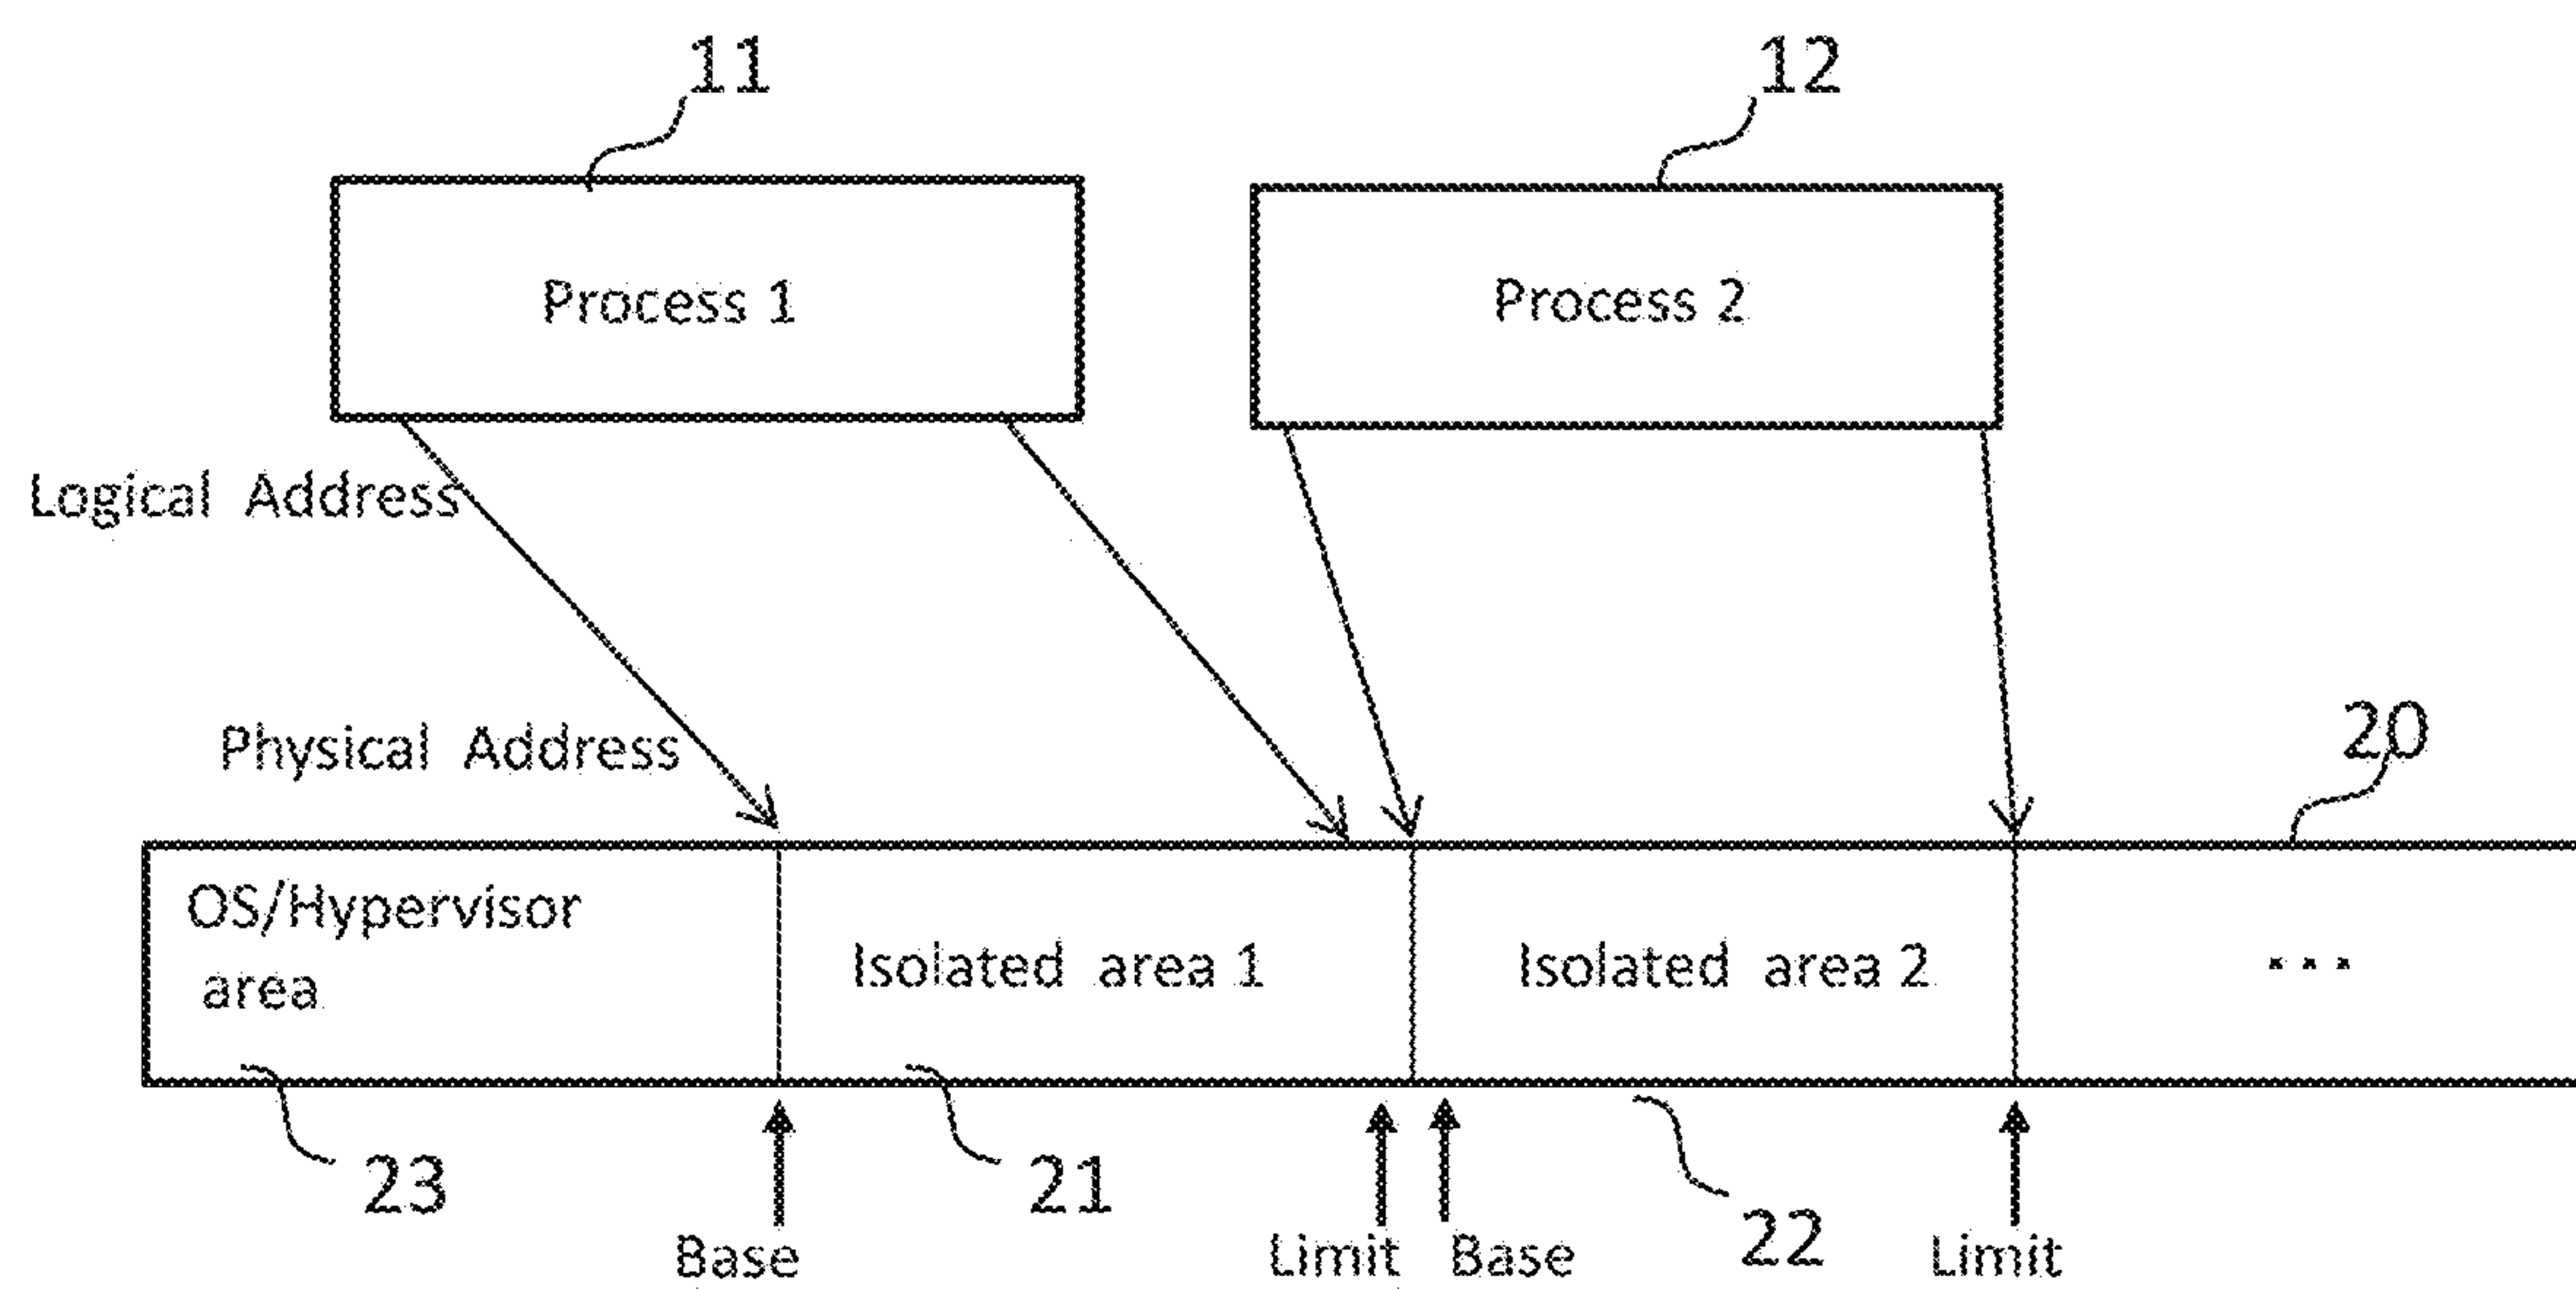 11
12
Process 1
Process 2
Logical Address
Physical Address
20
OS/Hypervisor
area
Isolated area 1
Isolated area 2
...
23
21
22
Base
Limit
Base
Limit